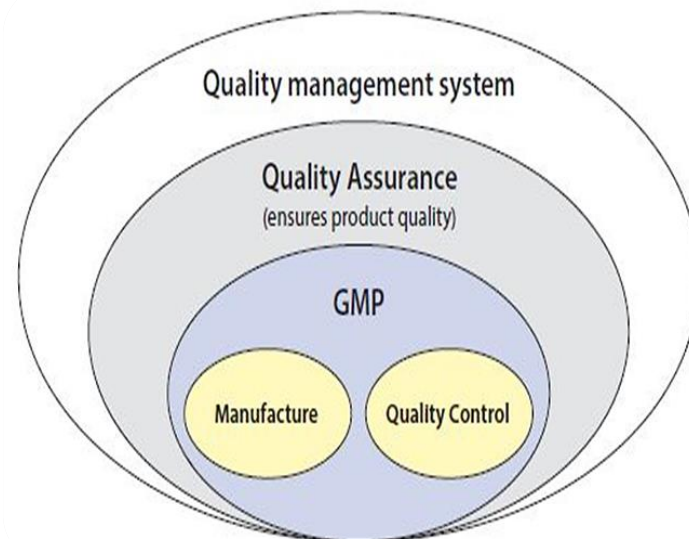 Quality management system
Quality Assurance
(ensures product quality)
GMP
Manufacture
Quality Control